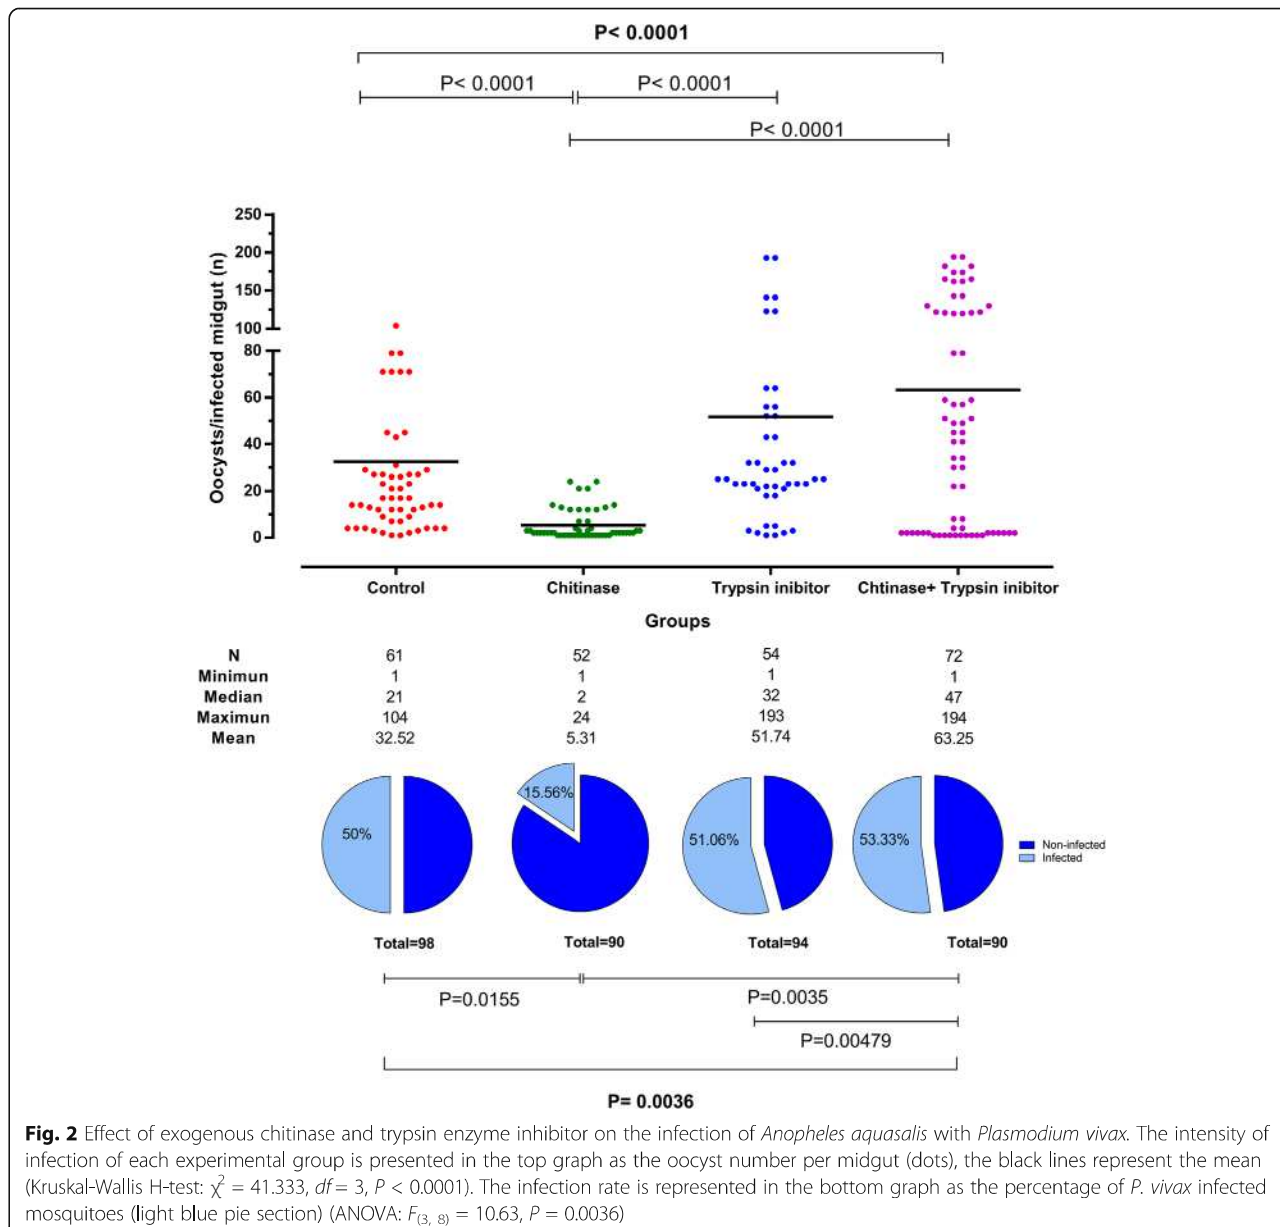 P< 0.0001
P< 0.0001 P< 0.0001
P< 0.0001
Oocysts/infected midgut (n)
250
200
150
100
80
60
40
20
0
Control Chitinase Trypsin inibitor Chtinase+ Trypsin inibitor
Groups
N 61 52 54 72
Minimun 1 1 1 1
Median 21 2 32 47
Maximun 104 24 193 194
Mean 32.52 5.31 51.74 63.25
50% 15.56% 51.06% 53.33%
Non-infected
Infected
Total=98 Total=90 Total=94 Total=90
P=0.0155 P=0.0035
P=0.00479
P= 0.0036
Fig. 2 Effect of exogenous chitinase and trypsin enzyme inhibitor on the infection of Anopheles aquasalis with Plasmodium vivax. The intensity of
infection of each experimental group is presented in the top graph as the oocyst number per midgut (dots), the black lines represent the mean
(Kruskal-Wallis H-test: χ² = 41.333, df = 3, P < 0.0001). The infection rate is represented in the bottom graph as the percentage of P. vivax infected
mosquitoes (light blue pie section) (ANOVA: F(3, 8) = 10.63, P = 0.0036)